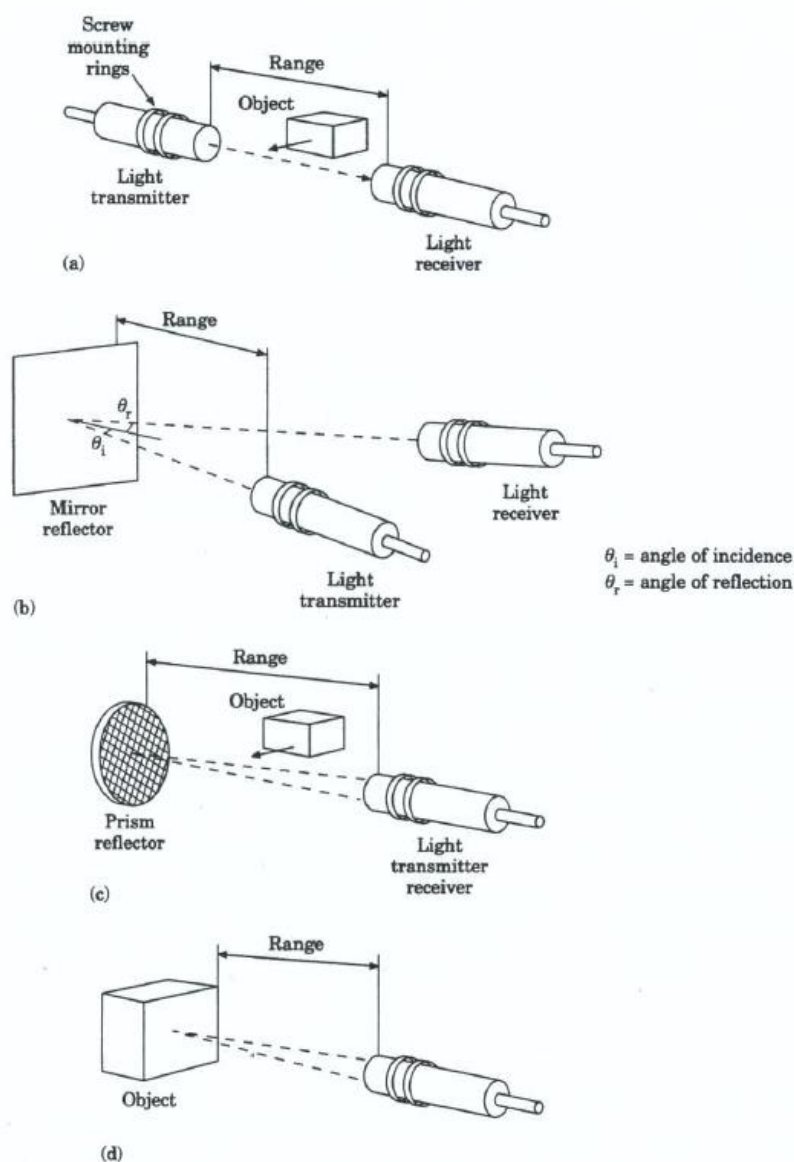 Screw
mounting
rings
Range
Object
Light
transmitter
Light
receiver
(a)
Range
θr
θi
Mirror
reflector
Light
receiver
Light
transmitter
θi = angle of incidence
θr = angle of reflection
(b)
Range
Object
Prism
reflector
Light
transmitter
receiver
(c)
Range
Object
(d)